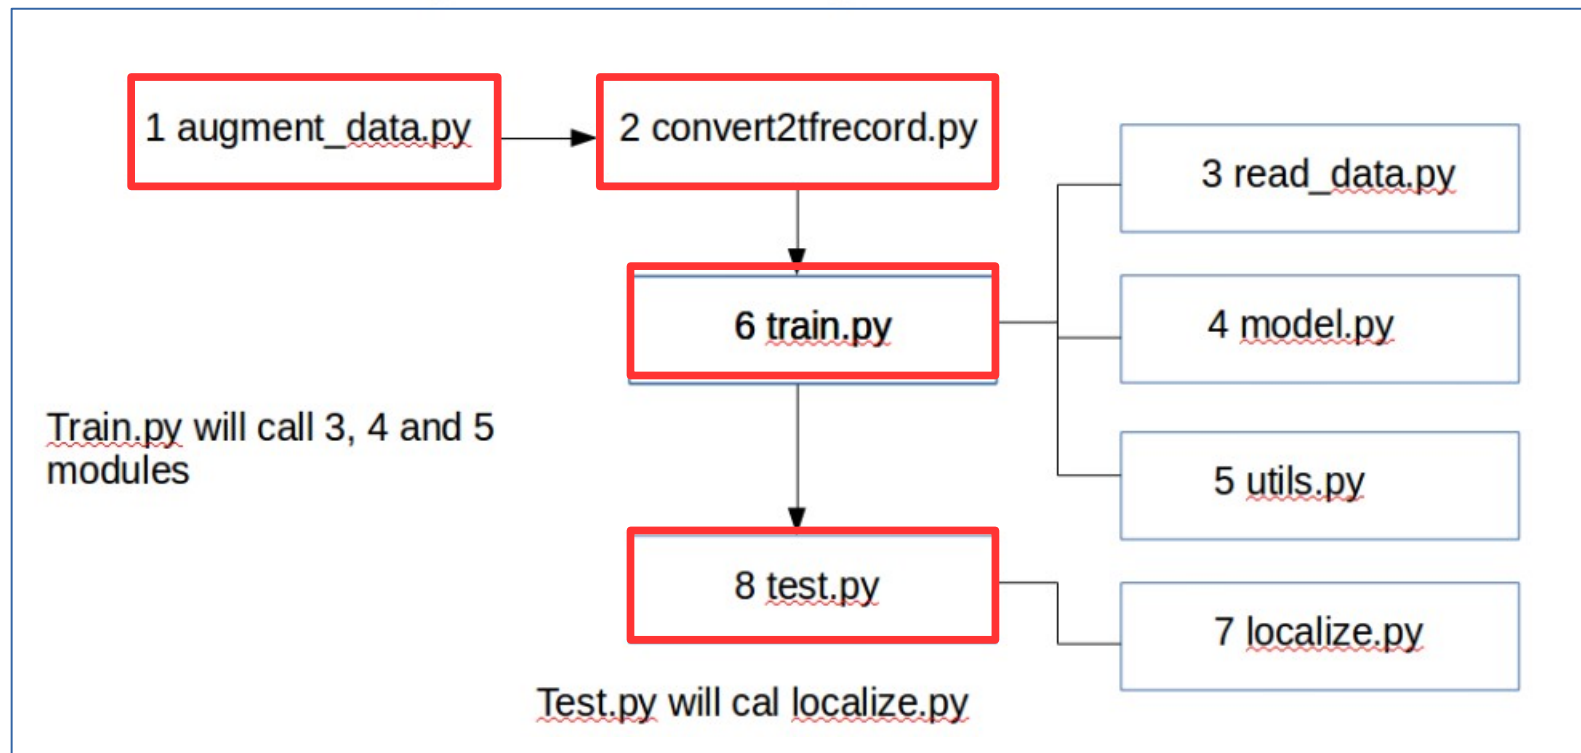 1 augment_data.py
2 convert2tfrecord.py
3 read_data.py
6 train.py
4 model.py
Train.py will call 3, 4 and 5
modules
5 utils.py
8 test.py
7 localize.py
Test.py will cal localize.py